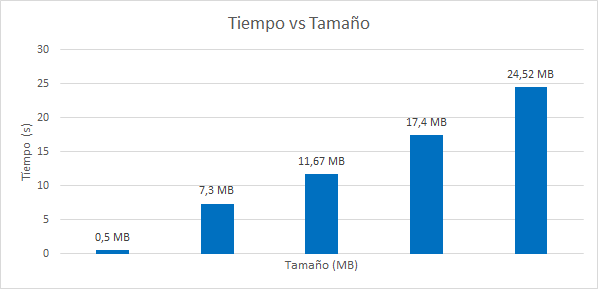 Tiempo vs Tamaño
30
25
20
15
10
5
0
Tiempo (s)
0,5 MB
7,3 MB
11,67 MB
17,4 MB
24,52 MB
Tamaño (MB)